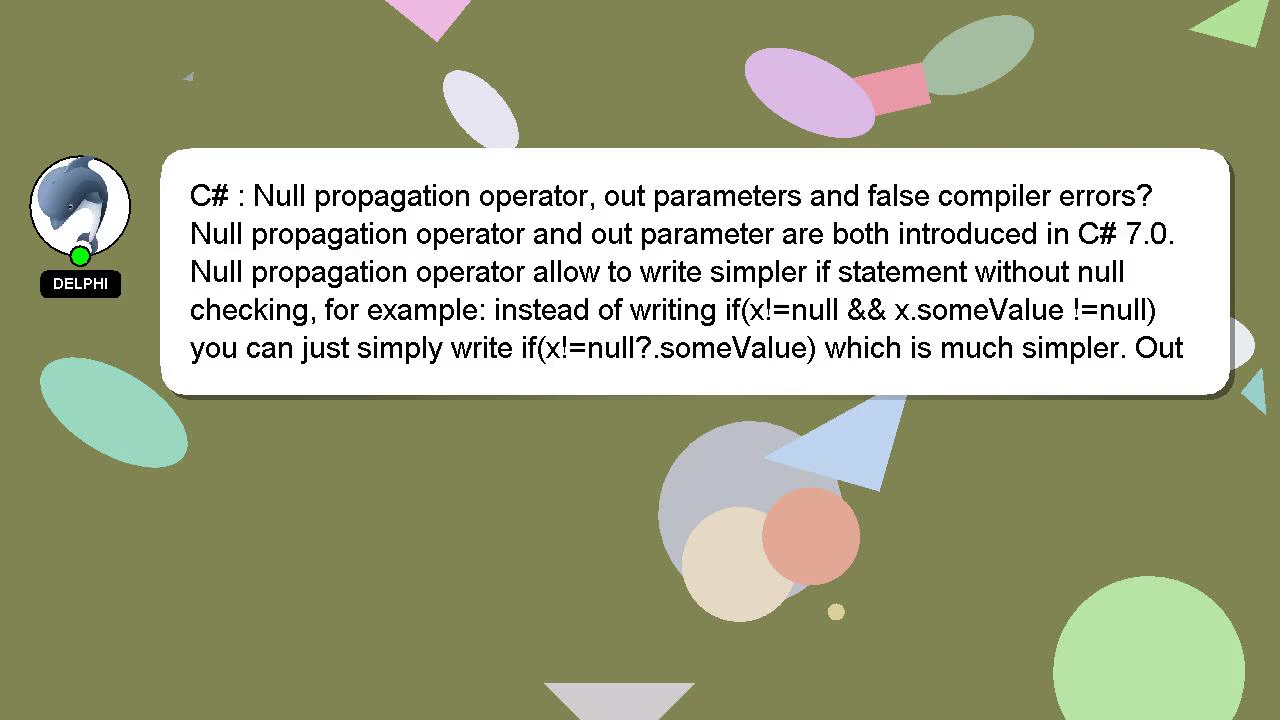 C# : Null propagation operator, out parameters and false compiler errors?
Null propagation operator and out parameter are both introduced in C# 7.0.
Null propagation operator allow to write simpler if statement without null
checking, for example: instead of writing if(x!=null && x.someValue !=null)
you can just simply write if(x!=null?.someValue) which is much simpler. Out
DELPHI